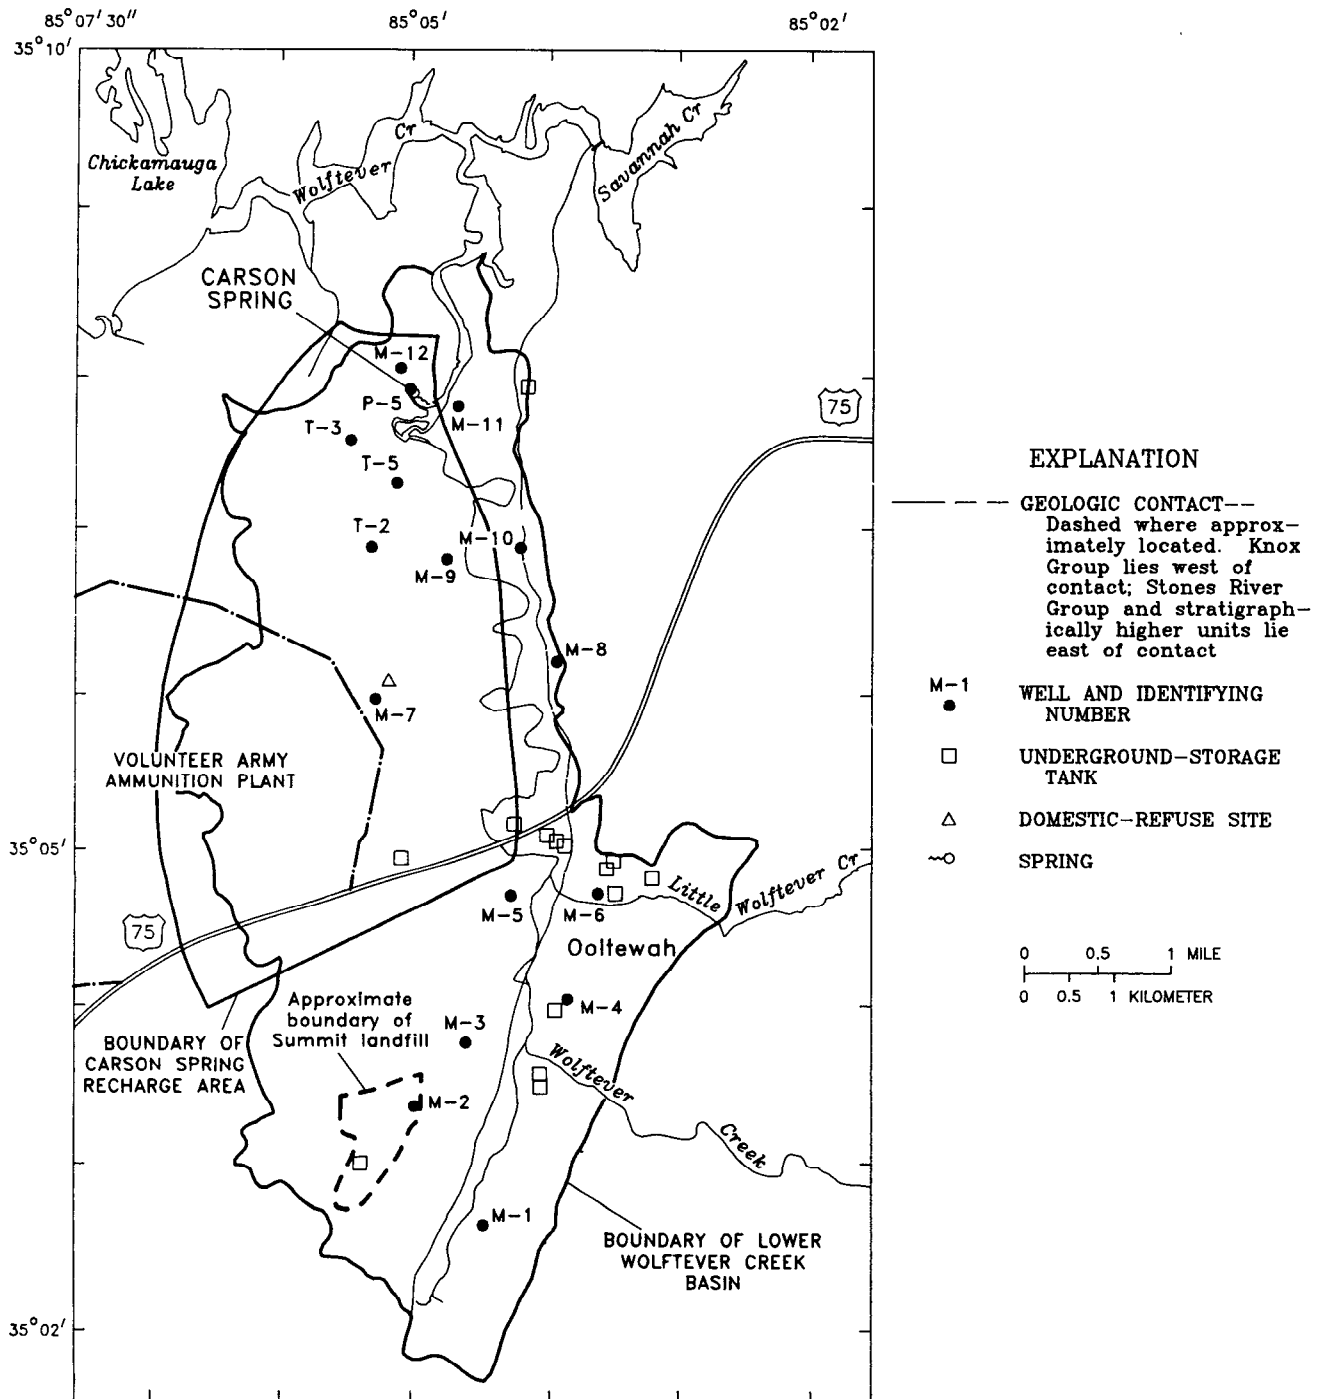 85°07'30"
85°05'
85°02'
35°10'
Chickamauga
Lake
Wolftever Cr
Savannah Cr
CARSON
SPRING
M-12
P-5
M-11
T-3
T-5
75
T-2
M-10
M-9
M-8
M-7
VOLUNTEER ARMY
AMMUNITION PLANT
35°05'
Little Wolftever Cr
M-5
M-6
75
Ooltewah
Approximate
boundary of
Summit landfill
M-4
M-3
BOUNDARY OF
CARSON SPRING
RECHARGE AREA
Wolftever Creek
M-2
M-1
BOUNDARY OF LOWER
WOLFTEVER CREEK
BASIN
35°02'
EXPLANATION
GEOLOGIC CONTACT--
Dashed where approx-
imately located. Knox
Group lies west of
contact; Stones River
Group and stratigraph-
ically higher units lie
east of contact
M-1
WELL AND IDENTIFYING
NUMBER
UNDERGROUND-STORAGE
TANK
DOMESTIC-REFUSE SITE
SPRING
0 0.5 1 MILE
0 0.5 1 KILOMETER